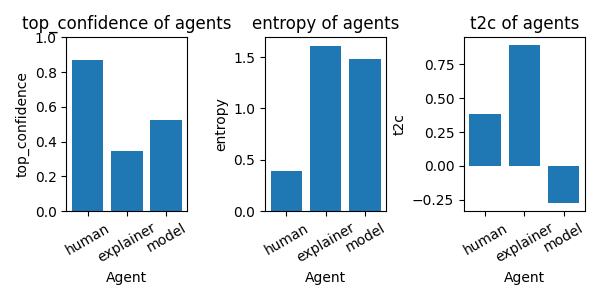 top_confidence of agents
top_confidence
1.0
0.8
0.6
0.4
0.2
0.0
human
explainer
model
Agent
entropy of agents
entropy
1.5
1.0
0.5
0.0
human
explainer
model
Agent
t2c of agents
t2c
0.75
0.50
0.25
0.00
−0.25
human
explainer
model
Agent